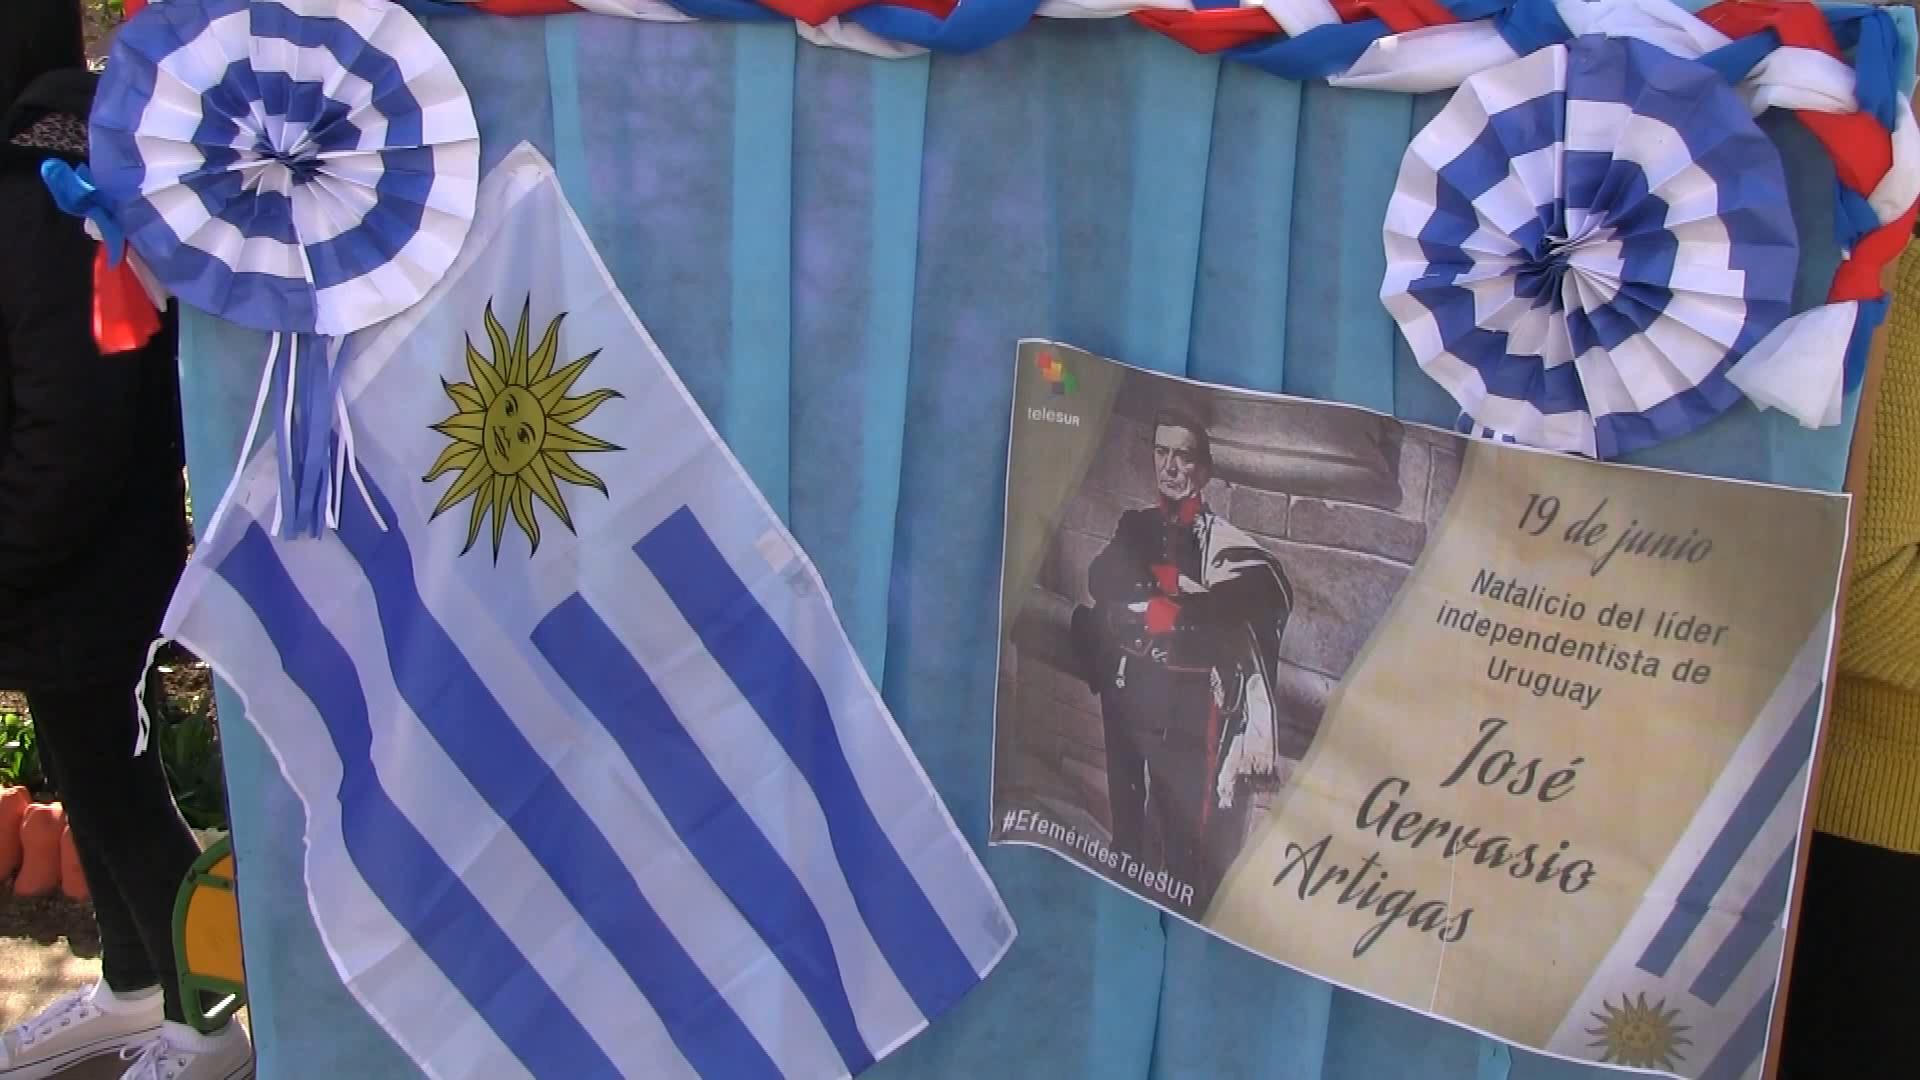 teleSUR
19 de junio
Natalicio del líder
independentista de
Uruguay
José
Gervasio
Artigas
#EfeméridesTeleSUR